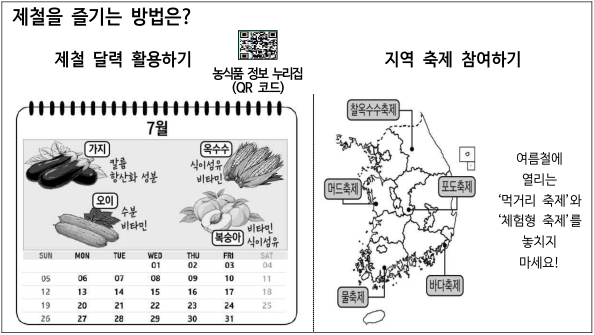 제철을 즐기는 방법은?
제철 달력 활용하기
농식품 정보 누리집
(QR 코드)
7월
가지
칼륨
항산화 성분
옥수수
식이섬유
비타민
오이
수분
비타민
복숭아
비타민
식이섬유
SUN MON TUE WED THU FRI SAT
01 02 03 04
05 06 07 08 09 10 11
12 13 14 15 16 17 18
19 20 21 22 23 24 25
26 27 28 29 30 31
지역 축제 참여하기
찰옥수수축제
머드축제
포도축제
물축제
바다축제
여름철에
열리는
‘먹거리 축제’와
‘체험형 축제’를
놓치지
마세요!